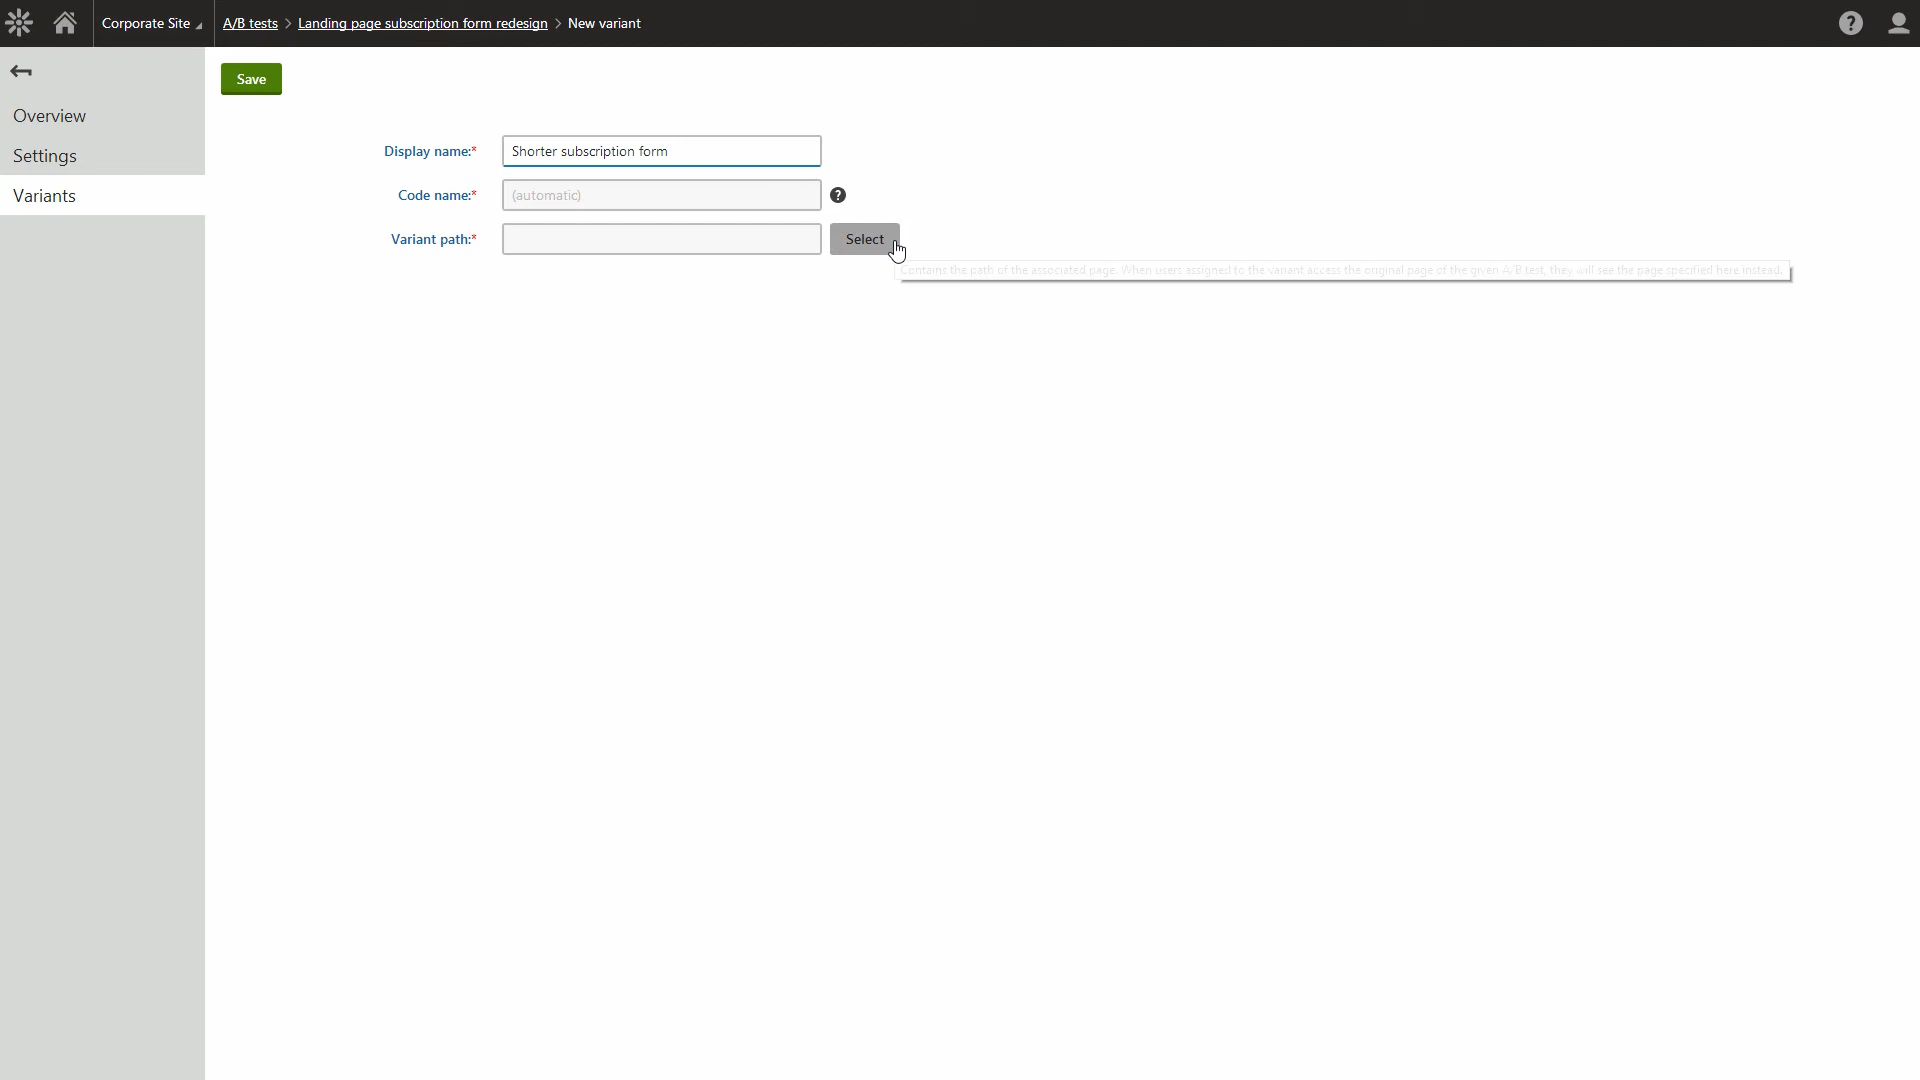 Corporate Site
A/B tests > Landing page subscription form redesign > New variant
?
Save
Overview
Settings
Variants
Display name:* Shorter subscription form
Code name:* (automatic) ?
Variant path:* Select
Contains the path of the associated page. When users assigned to the variant access the original page of the given A/B test, they will see the page specified here instead.